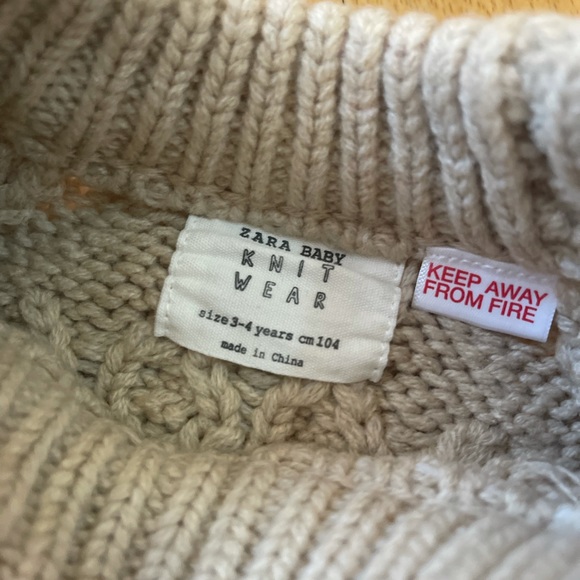 ZARA BABY
KNIT
WEAR
size 3-4 years cm 104
made in China
KEEP AWAY
FROM FIRE